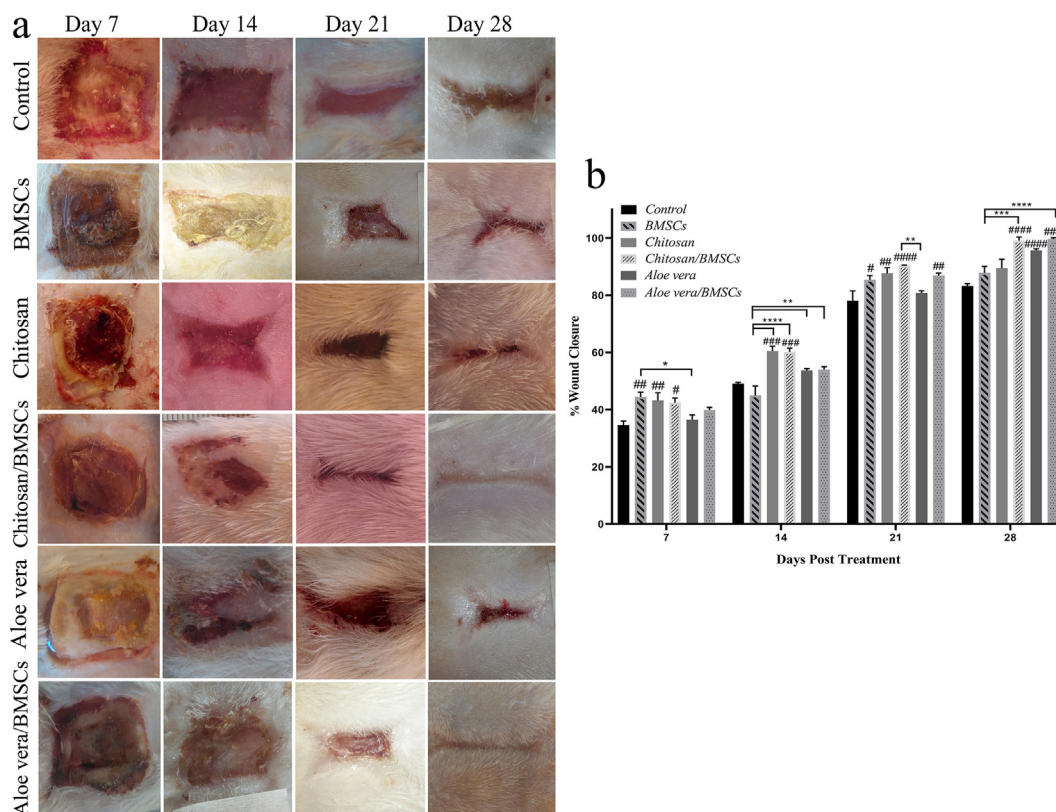 a
Day 7 Day 14 Day 21 Day 28
Control
BMSCs
Chitosan
Chitosan/BMSCs
Aloe vera
Aloe vera/BMSCs
b
Control
BMSCs
Chitosan
Chitosan/BMSCs
Aloe vera
Aloe vera/BMSCs
% Wound Closure
100
80
60
40
20
0
* ## ## #
** **** ### ###
** # ## #### ##
**** *** #### #### ##
7 14 21 28
Days Post Treatment